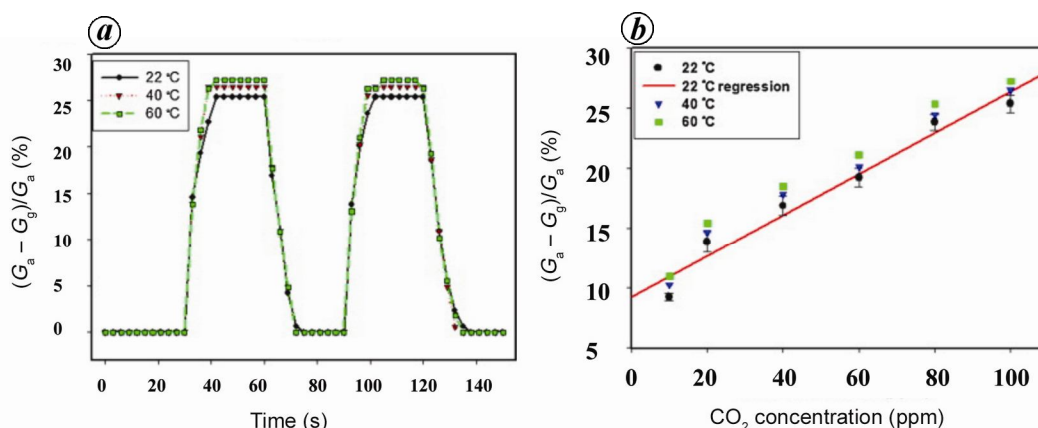 a
30
25
20
15
10
5
0
(Ga − Gg)/Ga (%)
22 °C
40 °C
60 °C
0 20 40 60 80 100 120 140
Time (s)
b
30
25
20
15
10
5
(Ga − Gg)/Ga (%)
22 °C
22 °C regression
40 °C
60 °C
0 20 40 60 80 100
CO2 concentration (ppm)